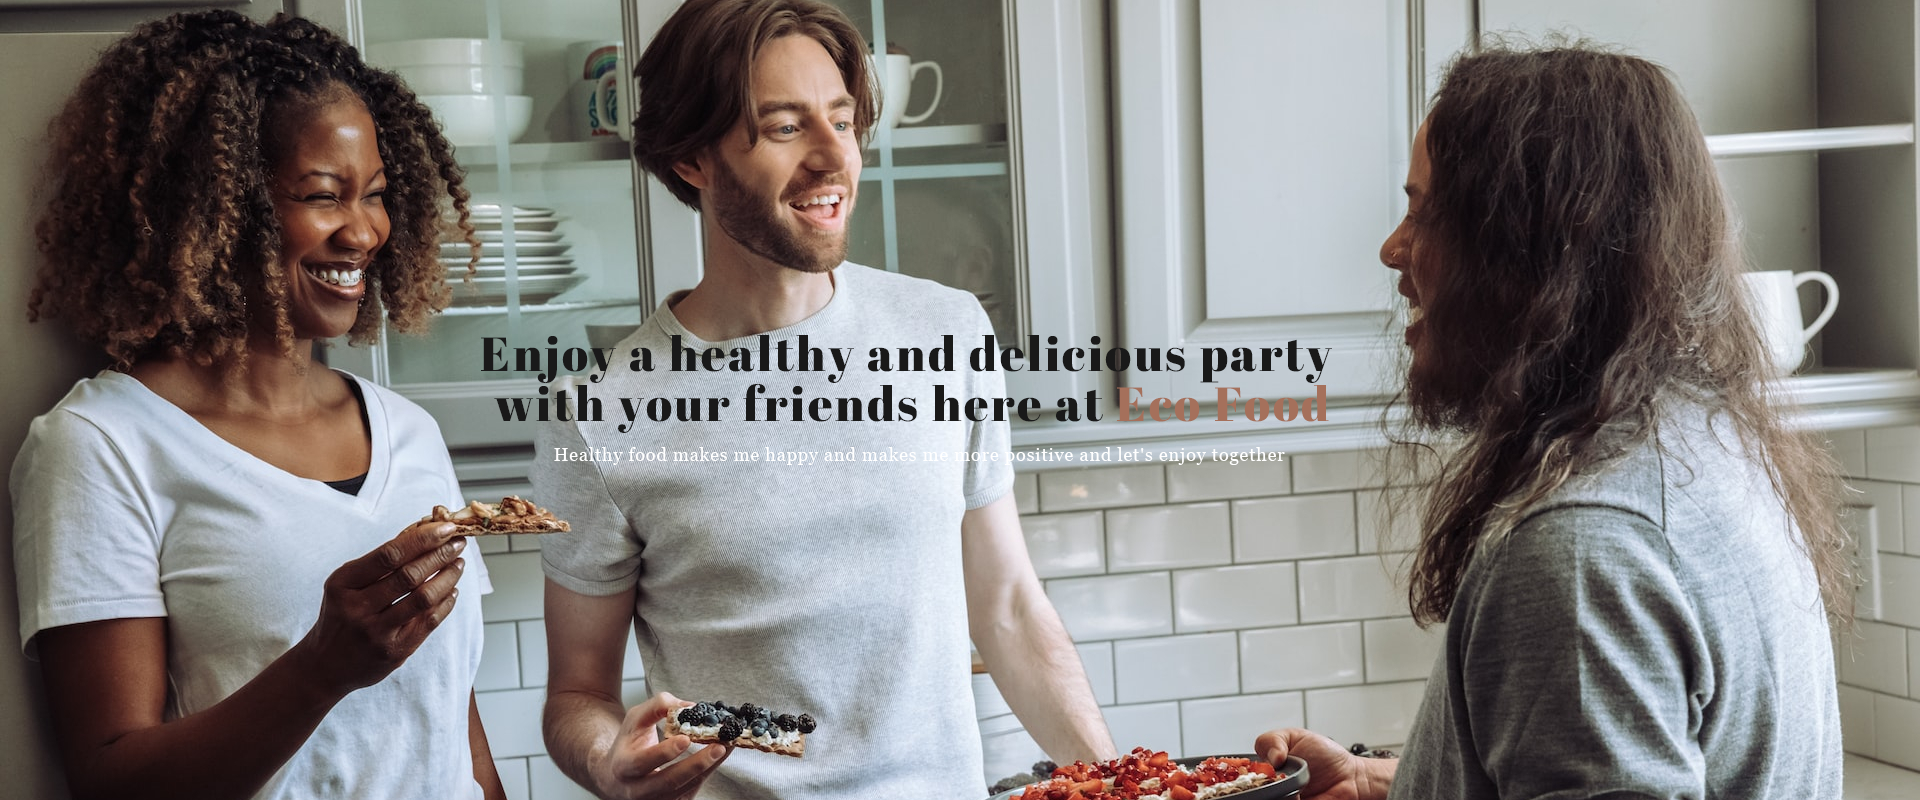 Enjoy a healthy and delicious party
with your friends here at Eco Food
Healthy food makes me happy and makes me more positive and let's enjoy together